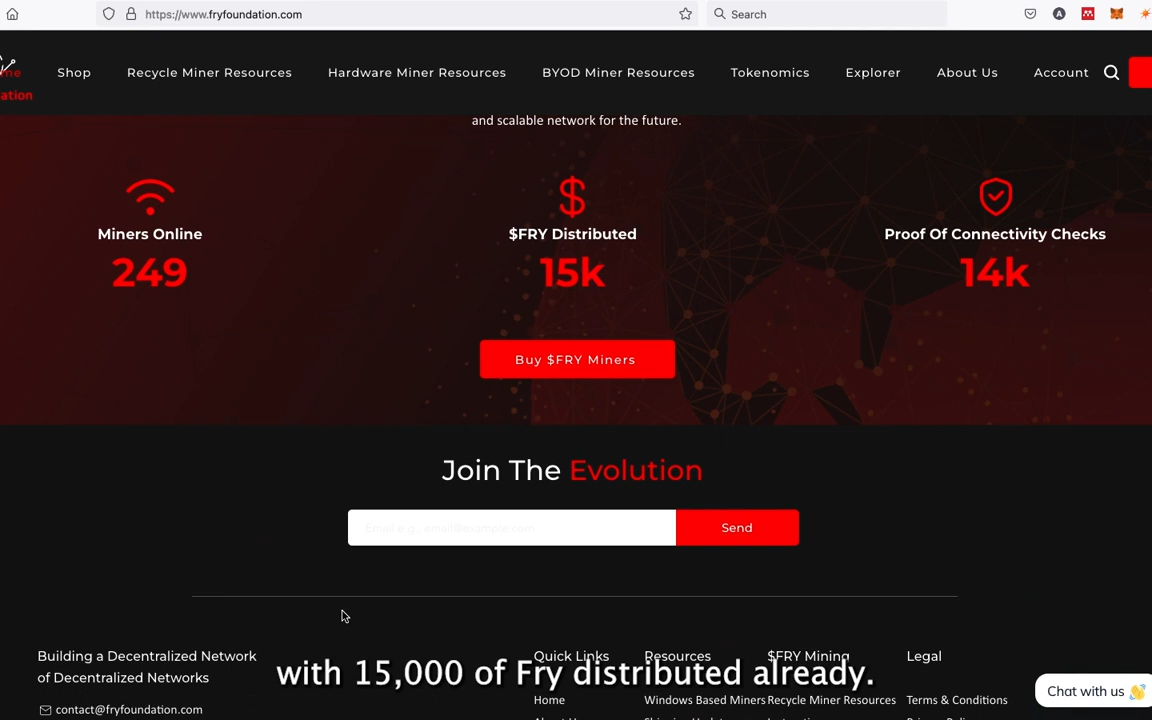 https://www.fryfoundation.com
Search
Shop
Recycle Miner Resources
Hardware Miner Resources
BYOD Miner Resources
Tokenomics
Explorer
About Us
Account
ation
and scalable network for the future.
Miners Online
$FRY Distributed
Proof Of Connectivity Checks
249
15k
14k
Buy $FRY Miners
Join The Evolution
Email e.g., email@example.com
Send
Building a Decentralized Network
of Decentralized Networks
contact@fryfoundation.com
Quick Links
Resources
$FRY Mining
Legal
with 15,000 of Fry distributed already.
Home
Windows Based Miners
Recycle Miner Resources
Terms & Conditions
Chat with us 👋